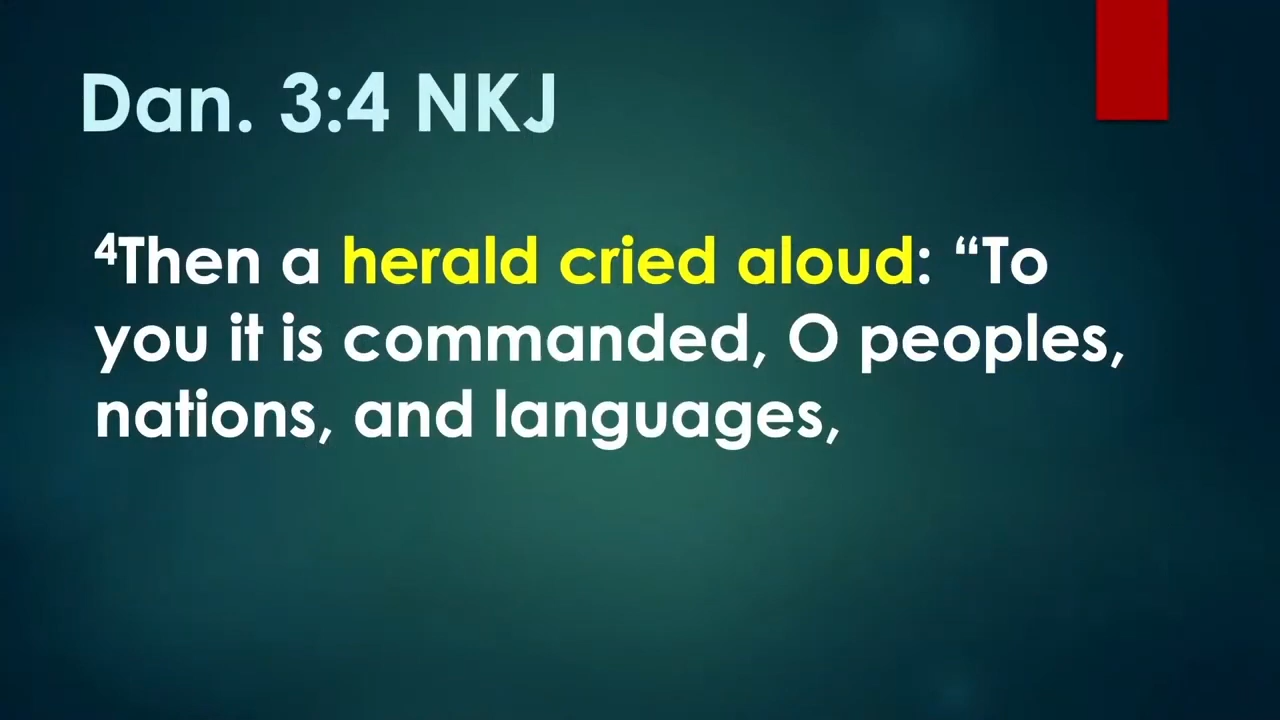 Dan. 3:4 NKJ
⁴Then a herald cried aloud: “To
you it is commanded, O peoples,
nations, and languages,